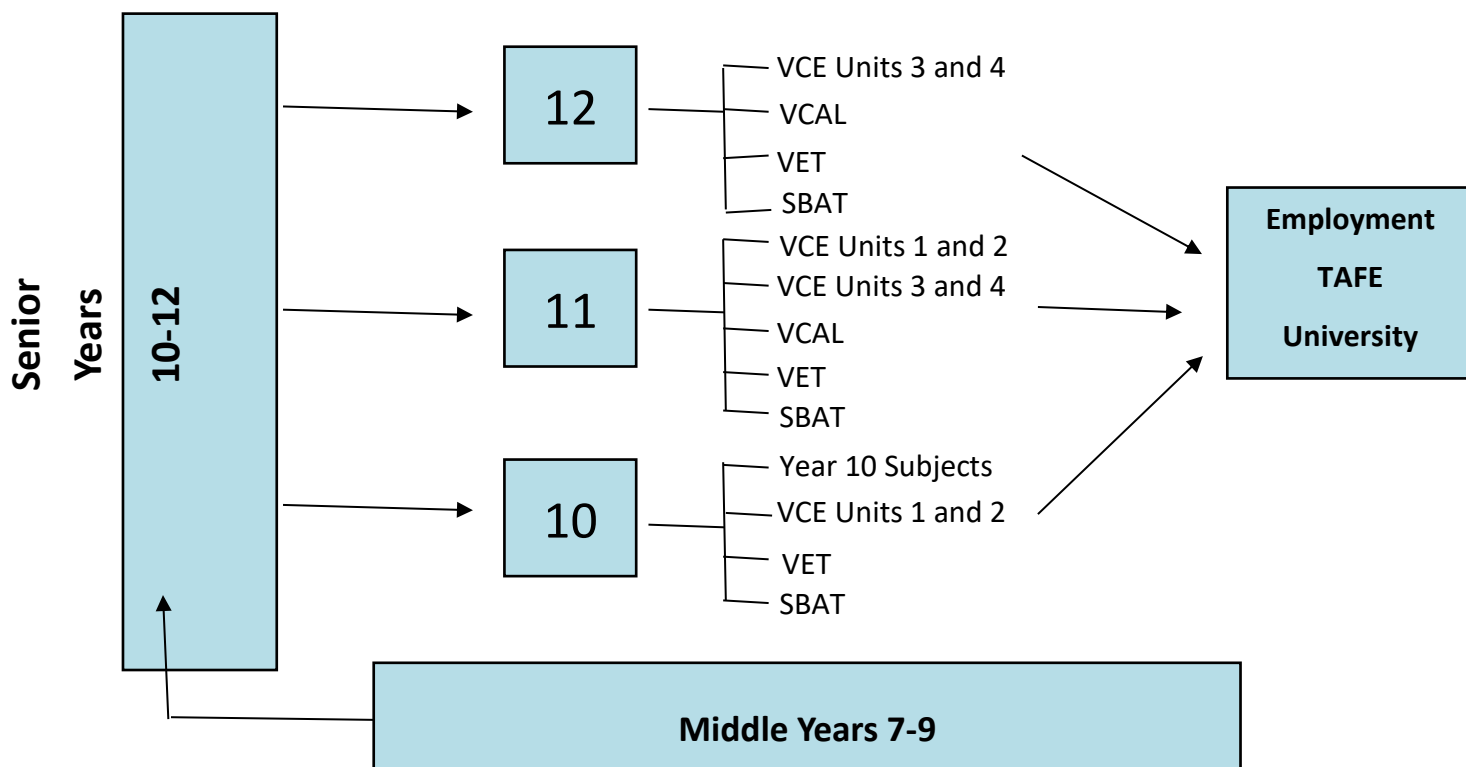 Senior
Years
10-12
12
VCE Units 3 and 4
VCAL
VET
SBAT
11
VCE Units 1 and 2
VCE Units 3 and 4
VCAL
VET
SBAT
10
Year 10 Subjects
VCE Units 1 and 2
VET
SBAT
Employment
TAFE
University
Middle Years 7-9